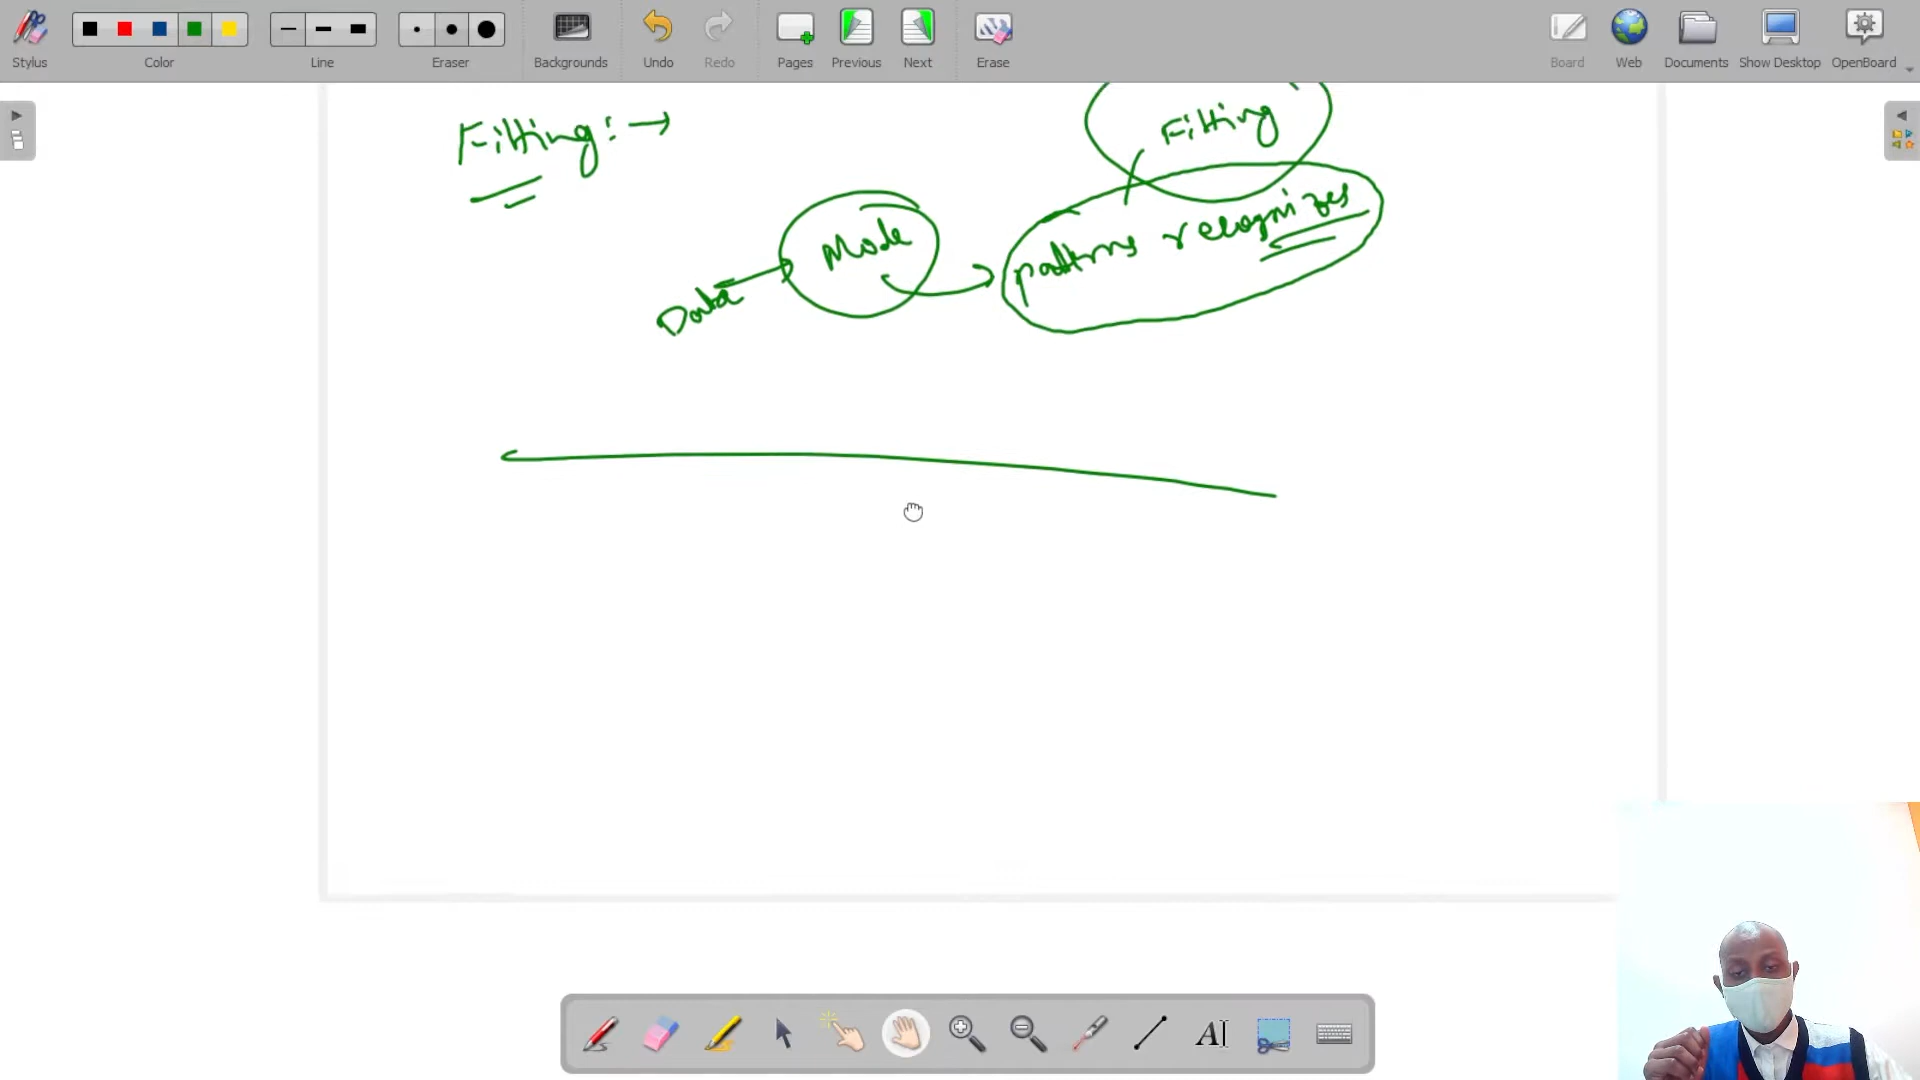 Stylus
Color
Line
Eraser
Backgrounds
Undo
Redo
Pages
Previous
Next
Erase
Board
Web
Documents
Show Desktop
OpenBoard
Fitting: →
Fitting
Data
Mode
patterns recognizes
AI